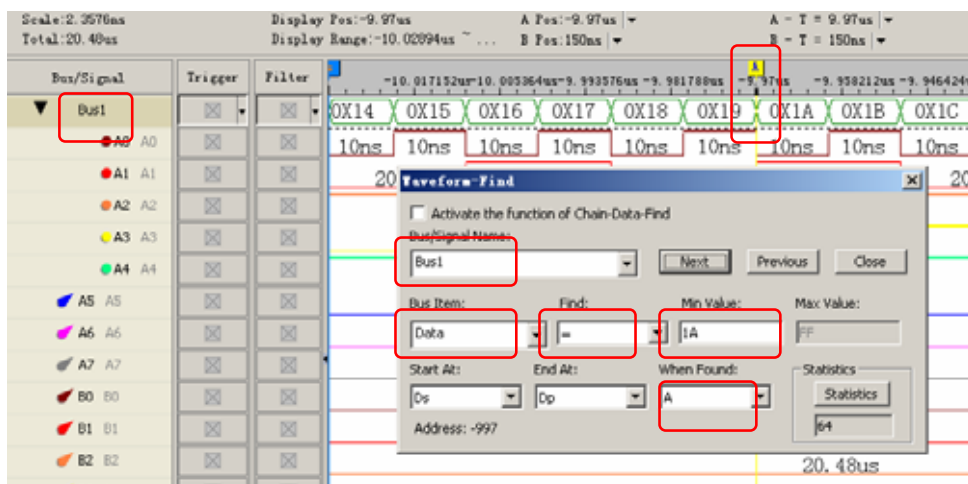 Scale:2.3576ns Display Pos:-9.97us A Pos:-9.97us A - T = 9.97us
Total:20.48us Display Range:-10.02894us ~ ... B Pos:150ns B - T = 150ns
Bus/Signal Trigger Filter -10.017152us -10.005364us -9.993576us -9.981788us A -9.97us -9.958212us -9.946424
Bus1 0X14 0X15 0X16 0X17 0X18 0X19 0X1A 0X1B 0X1C
A0 A0 10ns 10ns 10ns 10ns 10ns 10ns 10ns 10ns 10ns
A1 A1 20 20
A2 A2
A3 A3
A4 A4
A5 A5
A6 A6
A7 A7
B0 B0
B1 B1
B2 B2
Waveform-Find
Activate the function of Chain-Data-Find
Bus/Signal Name:
Bus1 Next Previous Close
Bus Item: Find: Min Value: Max Value:
Data = 1A FF
Start At: End At: When Found: Statistics
Ds Dp A Statistics
Address: -997 64
20.48us